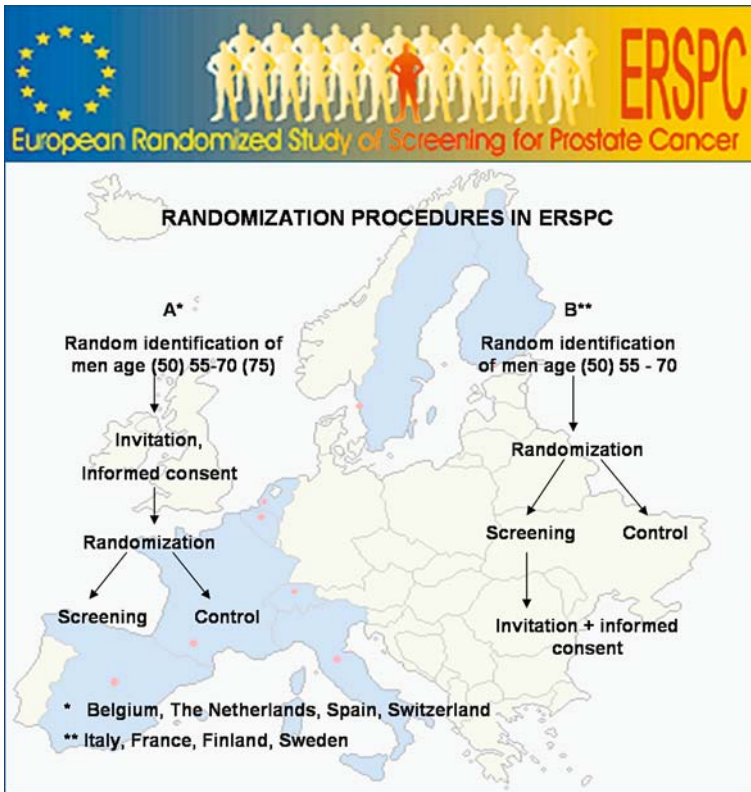 ERSPC
European Randomized Study of Screening for Prostate Cancer
RANDOMIZATION PROCEDURES IN ERSPC
A*
Random identification of
men age (50) 55-70 (75)
Invitation,
Informed consent
Randomization
Screening
Control
B**
Random identification
of men age (50) 55 - 70
Randomization
Screening
Control
Invitation + informed
consent
* Belgium, The Netherlands, Spain, Switzerland
** Italy, France, Finland, Sweden